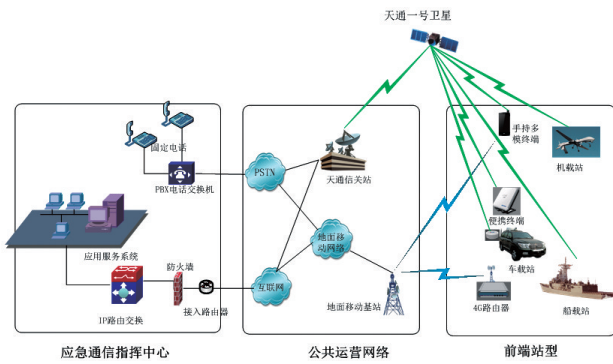 天通一号卫星
固定电话
PBX电话交换机
应用服务系统
防火墙
IP路由交换
接入路由器
应急通信指挥中心
PSTN
天通信关站
地面移
动网络
互联网
地面移动基站
公共运营网络
手持多
模终端
机载站
便携终端
车载站
4G路由器
船载站
前端站型